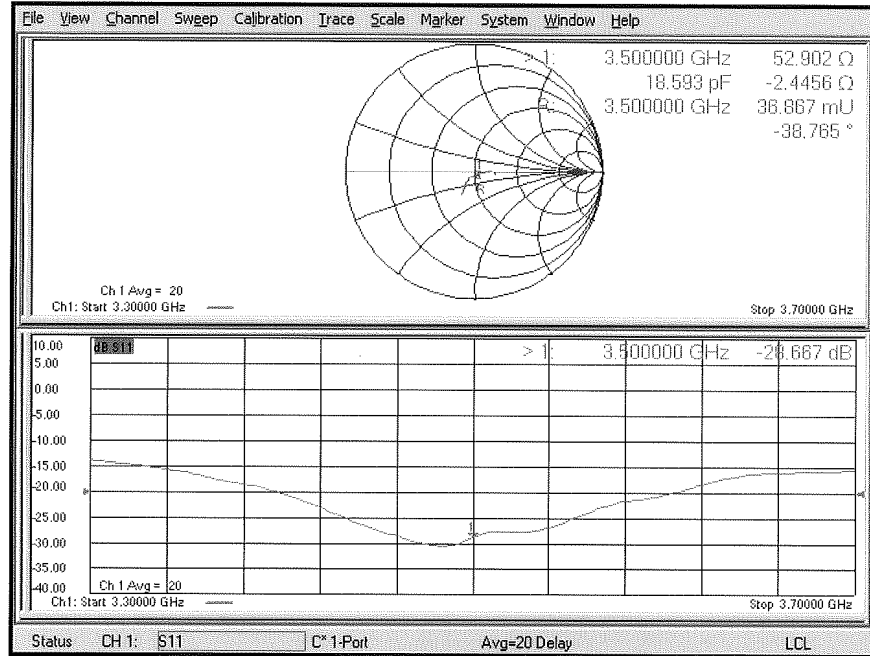 File View Channel Sweep Calibration Trace Scale Marker System Window Help
> 1: 3.500000 GHz 52.902 Ω
18.593 pF -2.4456 Ω
3.500000 GHz 36.867 mU
-38.765 °
Ch 1 Avg = 20
Ch1: Start 3.30000 GHz
Stop 3.70000 GHz
10.00
dB S11
> 1: 3.500000 GHz -28.667 dB
5.00
0.00
-5.00
-10.00
-15.00
-20.00
-25.00
1
-30.00
-35.00
-40.00
Ch 1 Avg = 20
Ch1: Start 3.30000 GHz
Stop 3.70000 GHz
Status CH 1: S11 C* 1-Port Avg=20 Delay LCL